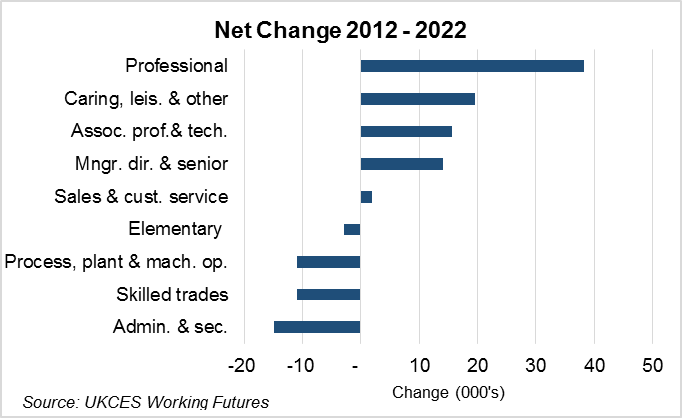 Net Change 2012 - 2022
Professional
Caring, leis. & other
Assoc. prof.& tech.
Mngr. dir. & senior
Sales & cust. service
Elementary
Process, plant & mach. op.
Skilled trades
Admin. & sec.
-20 -10 - 10 20 30 40 50
Change (000's)
Source: UKCES Working Futures